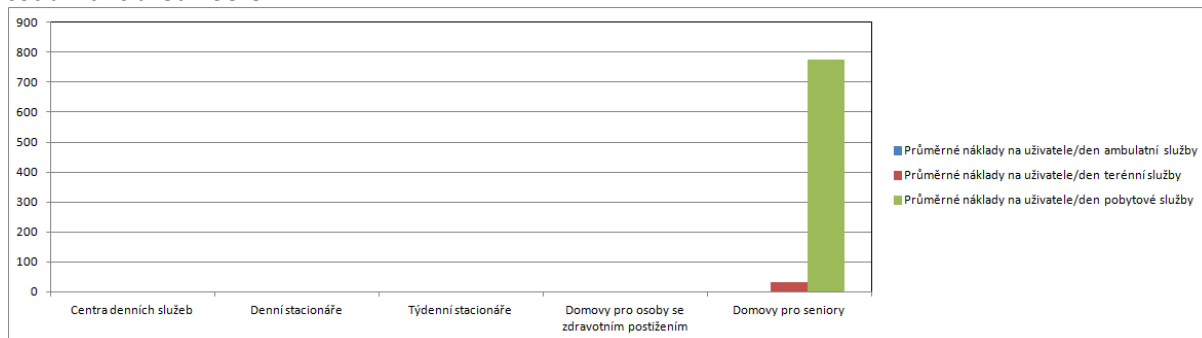 900
800
700
600
500
400
300
200
100
0
Centra denních služeb
Denní stacionáře
Týdenní stacionáře
Domovy pro osoby se
zdravotním postižením
Domovy pro seniory
Průměrné náklady na uživatele/den ambulatní služby
Průměrné náklady na uživatele/den terénní služby
Průměrné náklady na uživatele/den pobytové služby